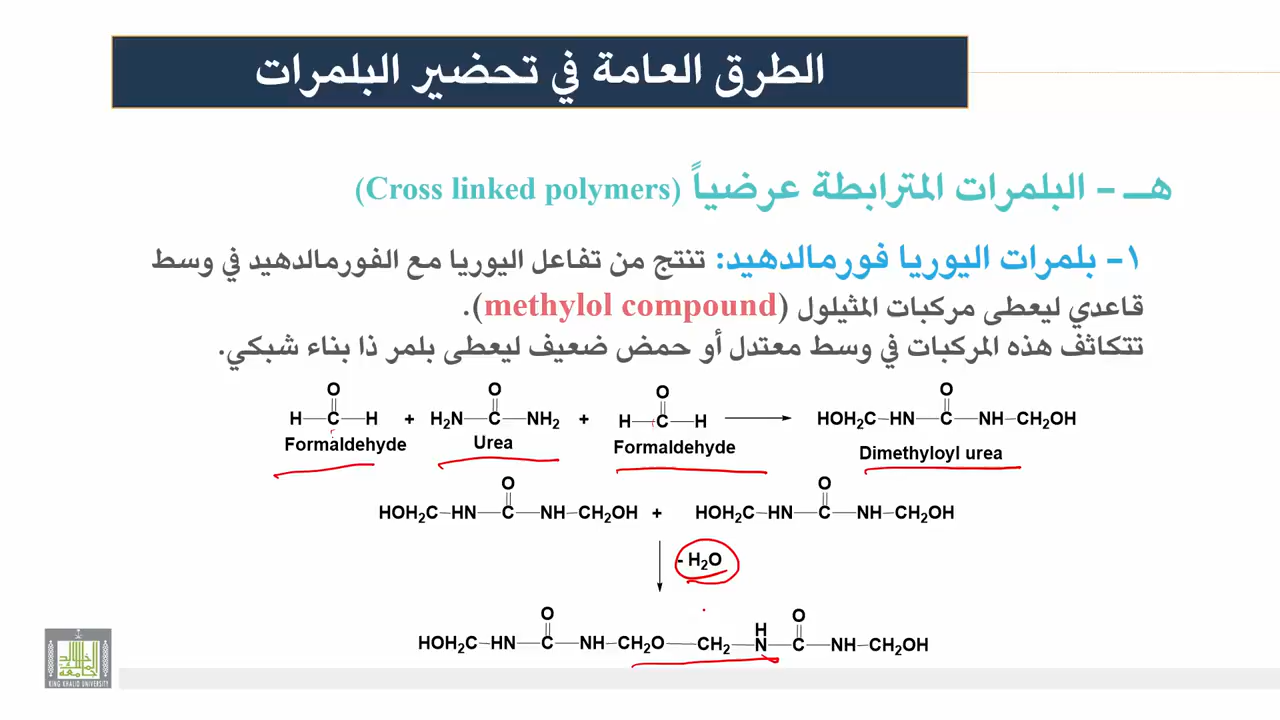 الطرق العامة في تحضير البلمرات
هـ - البلمرات المترابطة عرضياً (Cross linked polymers)
١- بلمرات اليوريا فورمالدهيد: تنتج من تفاعل اليوريا مع الفورمالدهيد في وسط
قاعدي ليعطى مركبات المثيلول (methylol compound).
تتكاثف هذه المركبات في وسط معتدل أو حمض ضعيف ليعطى بلمر ذا بناء شبكي.
O O O O
H—C—H + H₂N—C—NH₂ + H—C—H → HOH₂C—HN—C—NH—CH₂OH
Formaldehyde Urea Formaldehyde Dimethyloyl urea
O O
HOH₂C—HN—C—NH—CH₂OH + HOH₂C—HN—C—NH—CH₂OH
- H₂O
O H O
HOH₂C—HN—C—NH—CH₂O—CH₂—N—C—NH—CH₂OH
KING KHALID UNIVERSITY